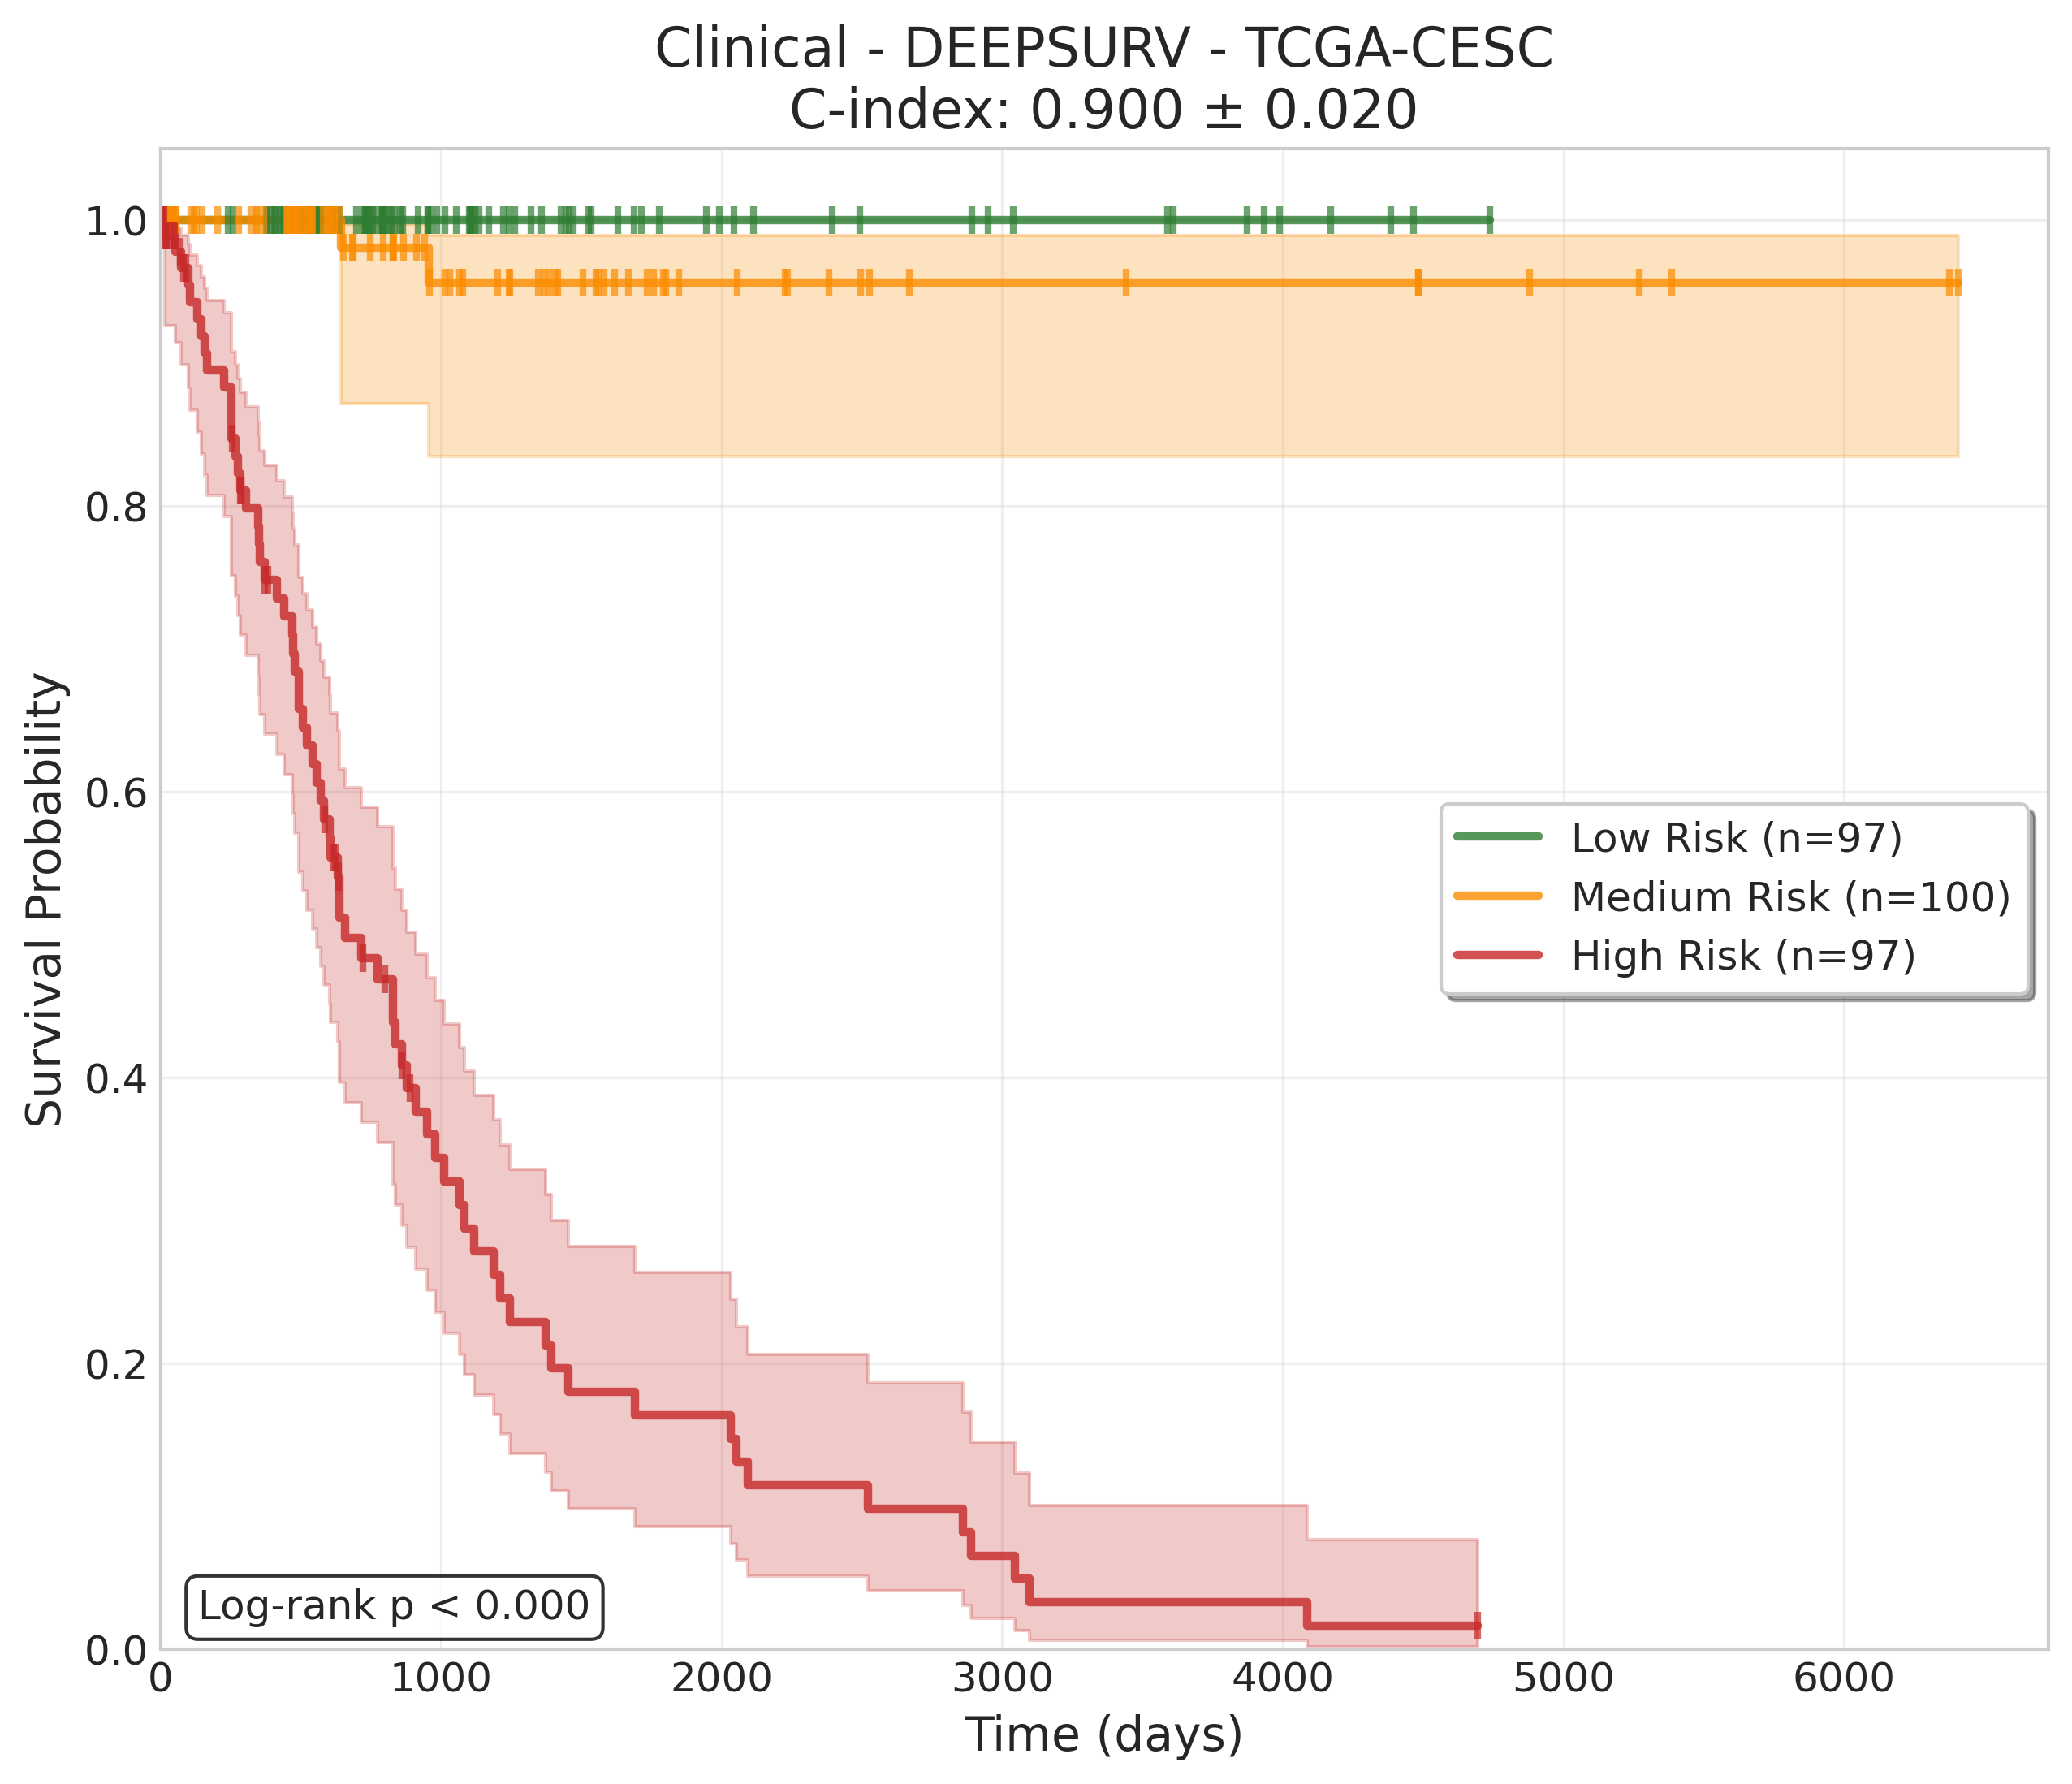 Clinical - DEEPSURV - TCGA-CESC
C-index: 0.900 ± 0.020
Survival Probability
1.0
0.8
0.6
0.4
0.2
0.0
Low Risk (n=97)
Medium Risk (n=100)
High Risk (n=97)
Log-rank p < 0.000
0 1000 2000 3000 4000 5000 6000
Time (days)